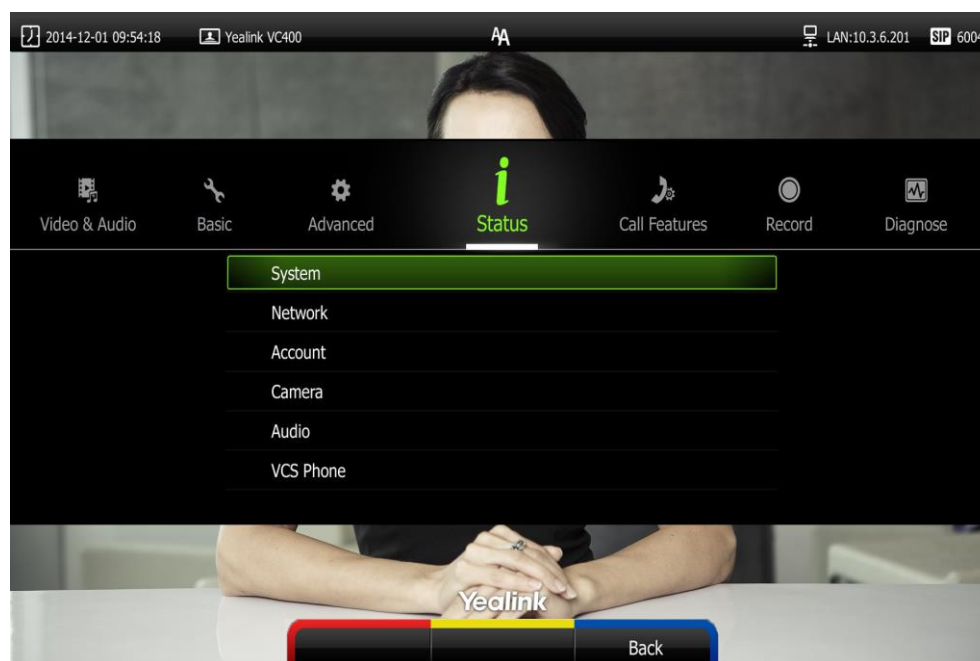 2014-12-01 09:54:18 Yealink VC400 AA LAN:10.3.6.201 SIP 6004
Video & Audio Basic Advanced Status Call Features Record Diagnose
System
Network
Account
Camera
Audio
VCS Phone
Yealink
Back